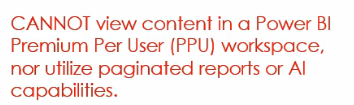 CANNOT view content in a Power BI
Premium Per User (PPU) workspace,
nor utilize paginated reports or AI
capabilities.